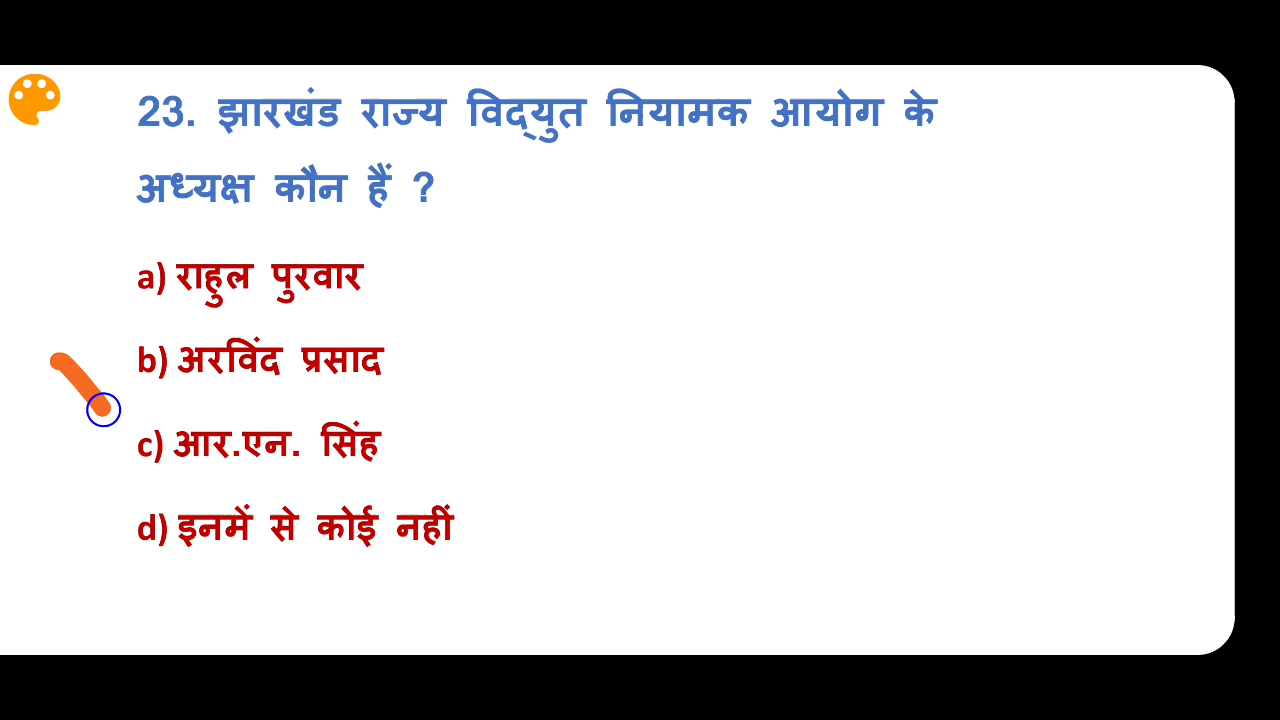 23. झारखंड राज्य विद्युत नियामक आयोग के
अध्यक्ष कौन हैं ?
a) राहुल पुरवार
b) अरविंद प्रसाद
c) आर.एन. सिंह
d) इनमें से कोई नहीं